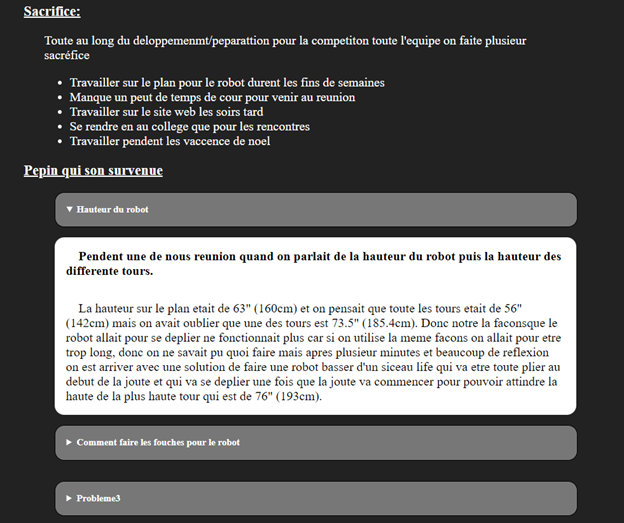 Sacrifice:
Toute au long du deloppemenmt/peparattion pour la competiton toute l'equipe on faite plusieur
sacréfice
• Travailler sur le plan pour le robot durent les fins de semaines
• Manque un peut de temps de cour pour venir au reunion
• Travailler sur le site web les soirs tard
• Se rendre en au college que pour les rencontres
• Travailler pendent les vaccence de noel
Pepin qui son survenue
▼ Hauteur du robot
Pendent une de nous reunion quand on parlait de la hauteur du robot puis la hauteur des
differente tours.
La hauteur sur le plan etait de 63" (160cm) et on pensait que toute les tours etait de 56"
(142cm) mais on avait oublier que une des tours est 73.5" (185.4cm). Donc notre la faconsque le
robot allait pour se deplier ne fonctionnait plus car si on utilise la meme facons on allait pour etre
trop long, donc on ne savait pu quoi faire mais apres plusieur minutes et beaucoup de reflexion
on est arriver avec une solution de faire une robot basser d'un siceau life qui va etre toute plier au
debut de la joute et qui va se deplier une fois que la joute va commencer pour pouvoir attindre la
haute de la plus haute tour qui est de 76" (193cm).
► Comment faire les fouches pour le robot
► Probleme3